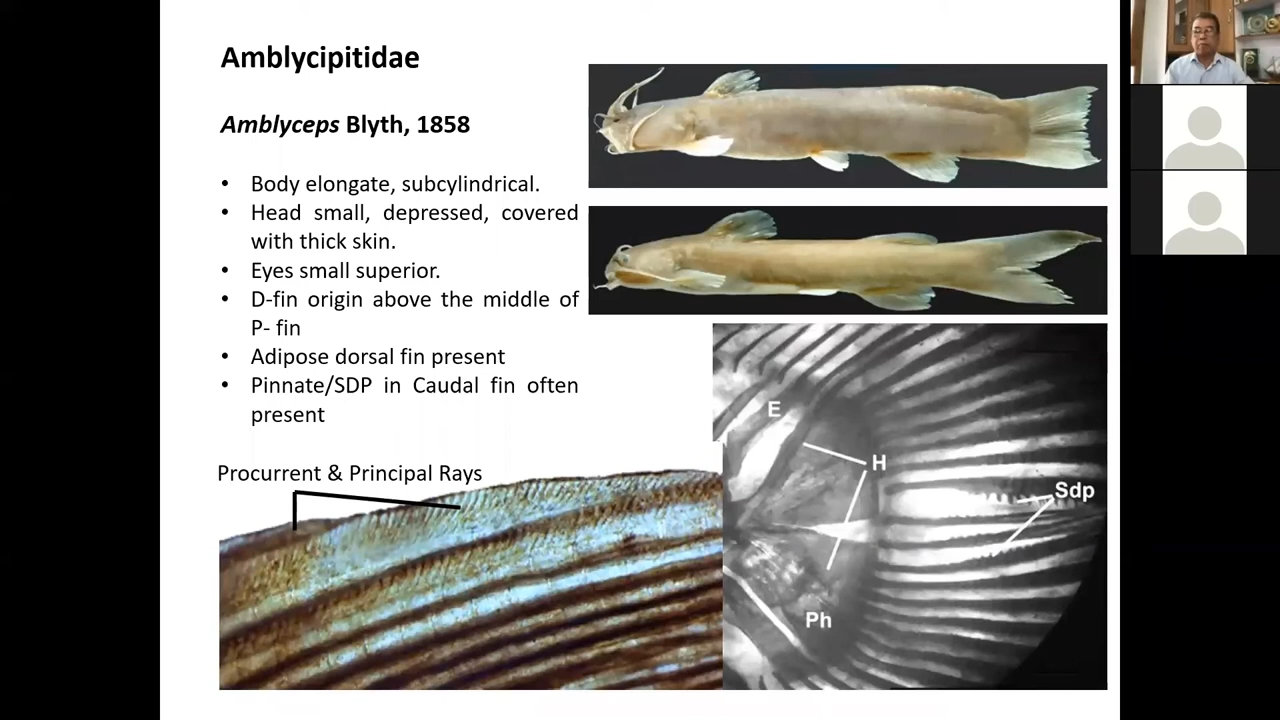 Amblycipitidae
Amblyceps Blyth, 1858
• Body elongate, subcylindrical.
• Head small, depressed, covered
with thick skin.
• Eyes small superior.
• D-fin origin above the middle of
P- fin
• Adipose dorsal fin present
• Pinnate/SDP in Caudal fin often
present
Procurrent & Principal Rays
E
H
Sdp
Ph